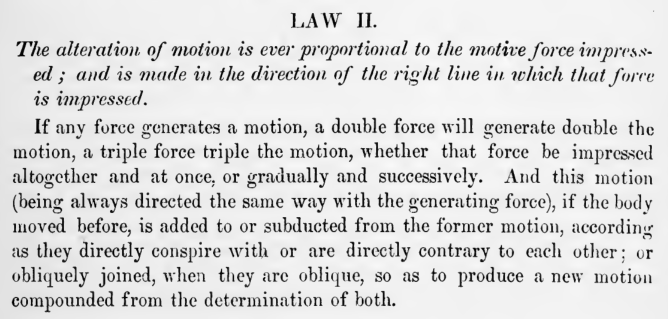 LAW II.
The alteration of motion is ever proportional to the motive force impress-
ed ; and is made in the direction of the right line in which that force
is impressed.
If any force generates a motion, a double force will generate double the
motion, a triple force triple the motion, whether that force be impressed
altogether and at once, or gradually and successively. And this motion
(being always directed the same way with the generating force), if the body
moved before, is added to or subducted from the former motion, according
as they directly conspire with or are directly contrary to each other; or
obliquely joined, when they are oblique, so as to produce a new motion
compounded from the determination of both.